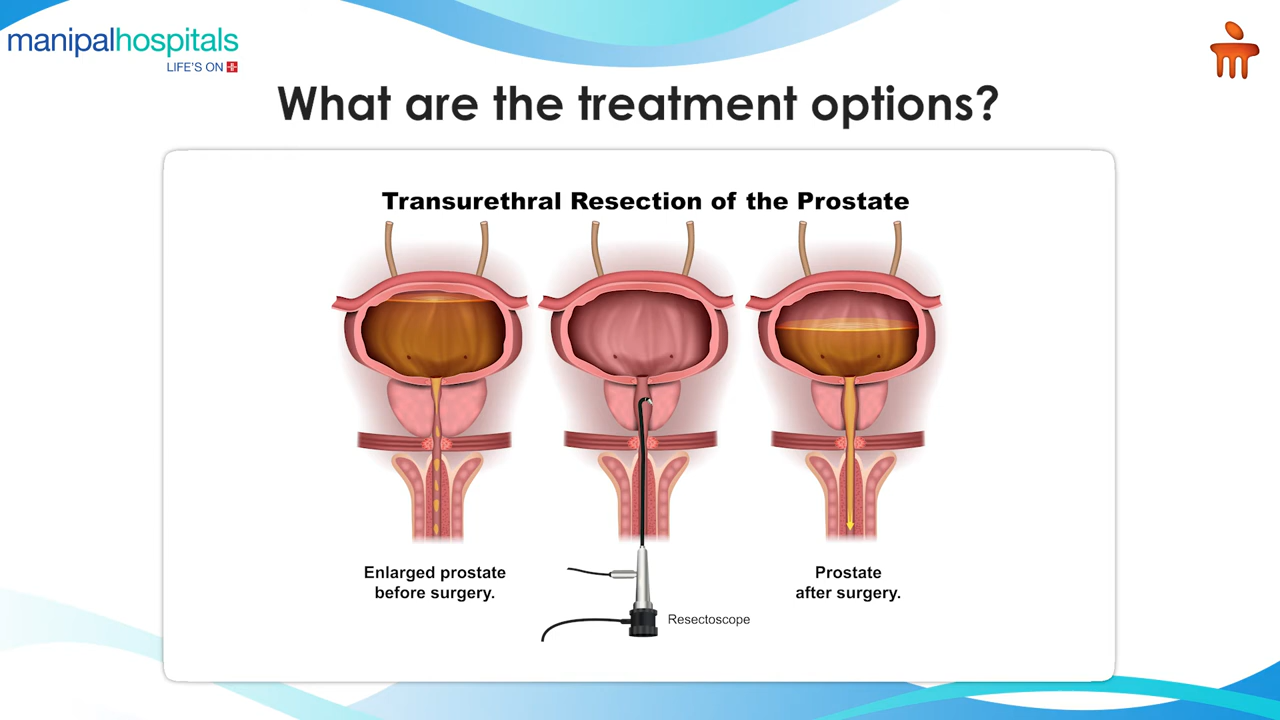 manipalhospitals
LIFE'S ON
What are the treatment options?
Transurethral Resection of the Prostate
Enlarged prostate
before surgery.
Resectoscope
Prostate
after surgery.